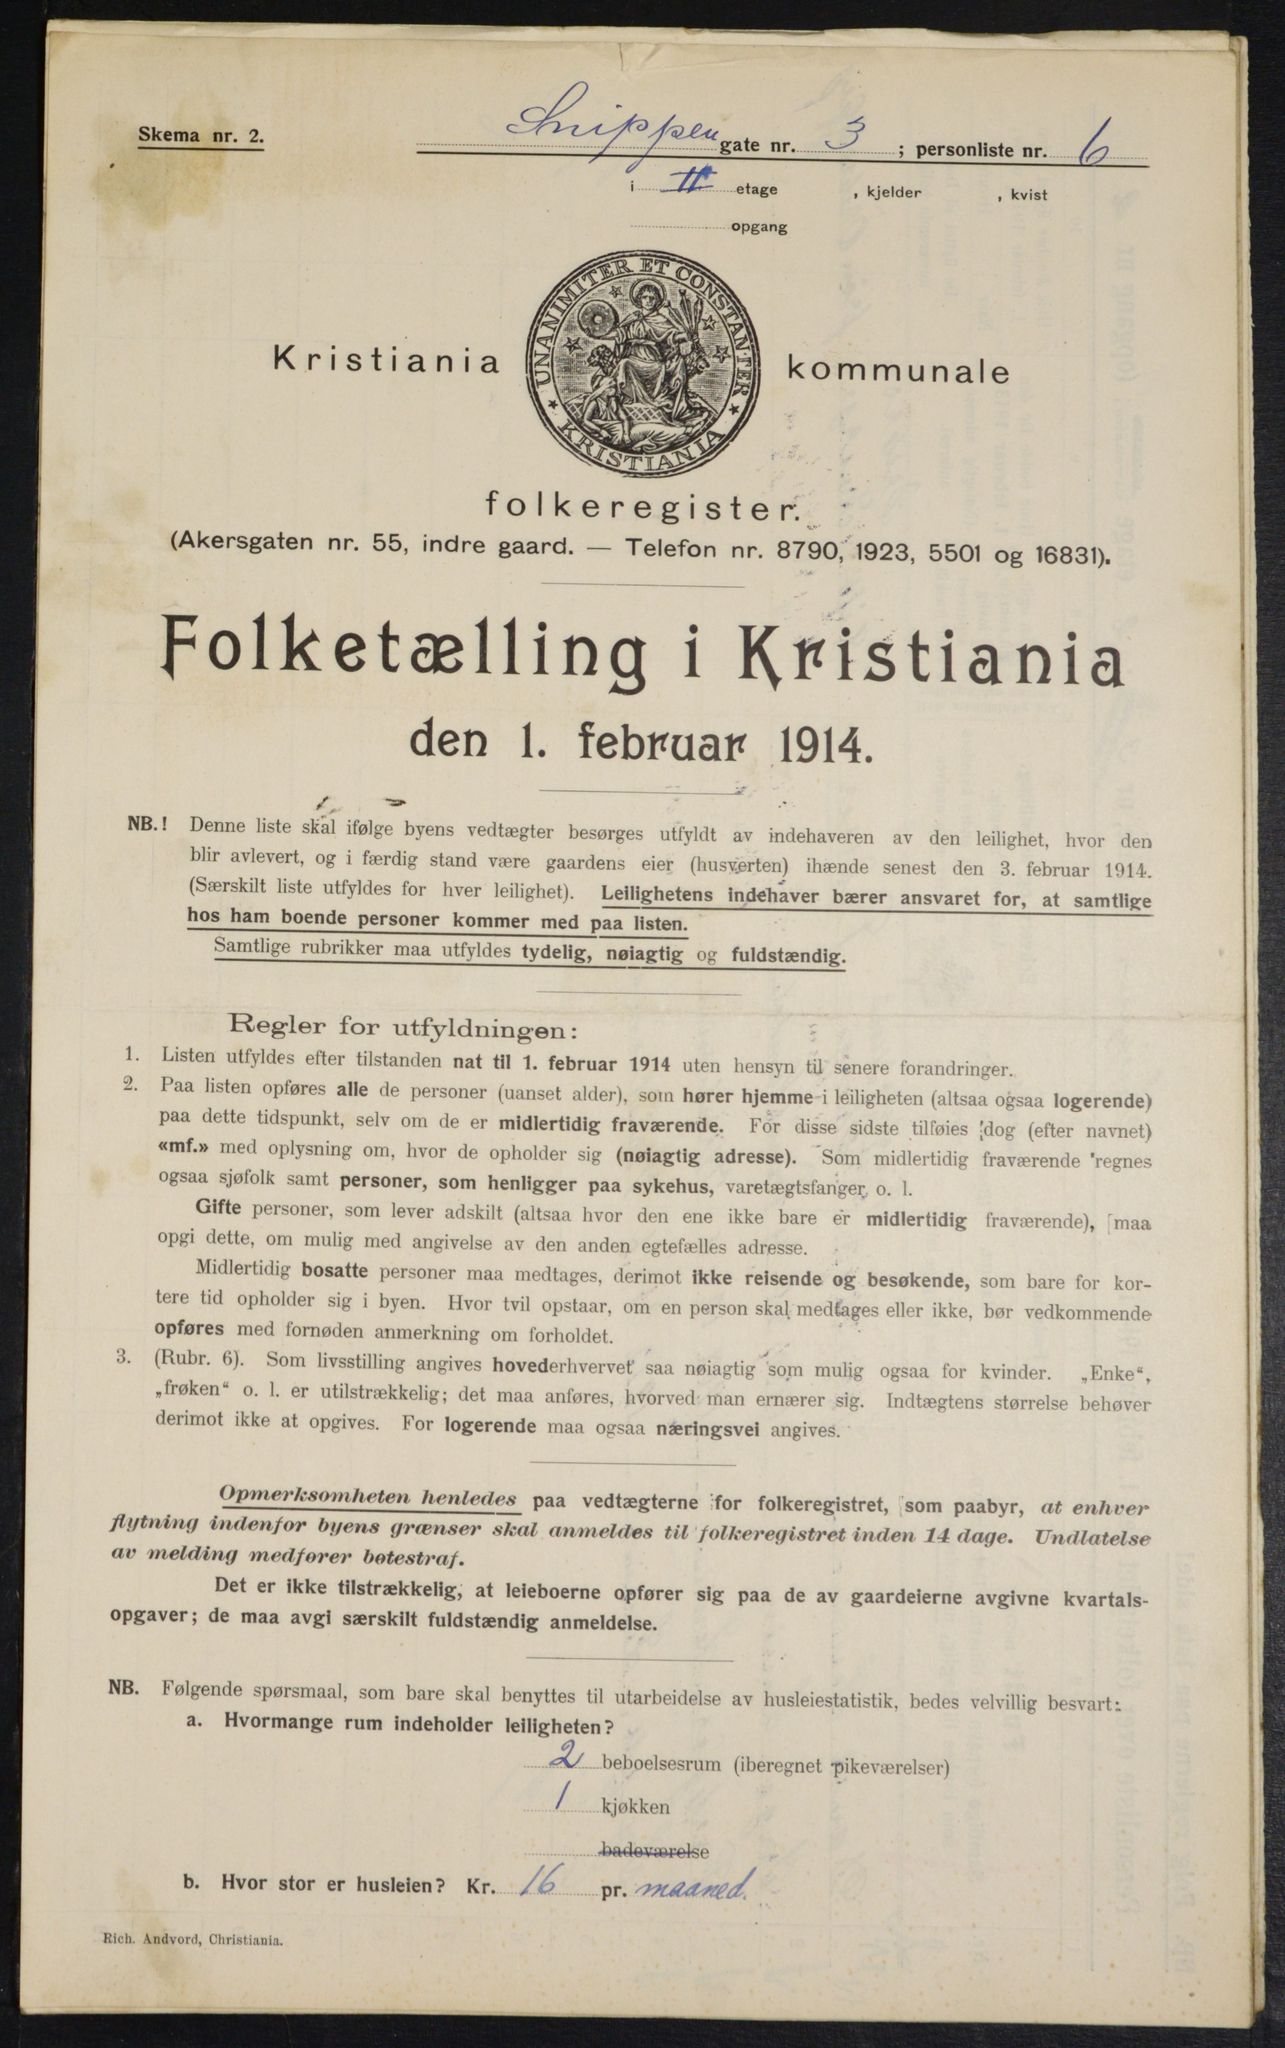 Skema nr. 2.
Snippen gate nr. 3 ; personliste nr. 6
i II etage , kjelder , kvist
opgang
UNANIMITER ET CONSTANTER
KRISTIANIA
Kristiania kommunale
folkeregister.
(Akersgaten nr. 55, indre gaard. — Telefon nr. 8790, 1923, 5501 og 16831).
Folketælling i Kristiania
den 1. februar 1914.
NB.! Denne liste skal ifølge byens vedtægter besørges utfyldt av indehaveren av den leilighet, hvor den
blir avlevert, og i færdig stand være gaardens eier (husverten) ihænde senest den 3. februar 1914.
(Særskilt liste utfyldes for hver leilighet). Leilighetens indehaver bærer ansvaret for, at samtlige
hos ham boende personer kommer med paa listen.
Samtlige rubrikker maa utfyldes tydelig, nøiagtig og fuldstændig.
Regler for utfyldningen:
1. Listen utfyldes efter tilstanden nat til 1. februar 1914 uten hensyn til senere forandringer.
2. Paa listen opføres alle de personer (uanset alder), som hører hjemme i leiligheten (altsaa ogsaa logerende)
paa dette tidspunkt, selv om de er midlertidig fraværende. For disse sidste tilføies dog (efter navnet)
«mf.» med oplysning om, hvor de opholder sig (nøiagtig adresse). Som midlertidig fraværende regnes
ogsaa sjøfolk samt personer, som henligger paa sykehus, varetægtsfanger o. l.
Gifte personer, som lever adskilt (altsaa hvor den ene ikke bare er midlertidig fraværende), maa
opgi dette, om mulig med angivelse av den anden egtefælles adresse.
Midlertidig bosatte personer maa medtages, derimot ikke reisende og besøkende, som bare for kor-
tere tid opholder sig i byen. Hvor tvil opstaar, om en person skal medtages eller ikke, bør vedkommende
opføres med fornøden anmerkning om forholdet.
3. (Rubr. 6). Som livsstilling angives hovederhvervet saa nøiagtig som mulig ogsaa for kvinder. „Enke“,
„frøken“ o. l. er utilstrækkelig; det maa anføres, hvorved man ernærer sig. Indtægtens størrelse behøver
derimot ikke at opgives. For logerende maa ogsaa næringsvei angives.
Opmerksomheten henledes paa vedtægterne for folkeregistret, som paabyr, at enhver
flytning indenfor byens grænser skal anmeldes til folkeregistret inden 14 dage. Undlatelse
av melding medfører bøtestraf.
Det er ikke tilstrækkelig, at leieboerne opfører sig paa de av gaardeierne avgivne kvartals-
opgaver; de maa avgi særskilt fuldstændig anmeldelse.
NB. Følgende spørsmaal, som bare skal benyttes til utarbeidelse av husleiestatistik, bedes velvillig besvart:
a. Hvormange rum indeholder leiligheten?
2 beboelsesrum (iberegnet pikeværelser)
1 kjøkken
badeværelse
b. Hvor stor er husleien? Kr. 16 pr. maaned.
Rich. Andvord, Christiania.